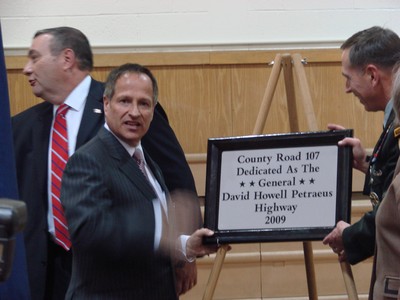 County Road 107
Dedicated As The
★★ General ★★
David Howell Petraeus
Highway
2009